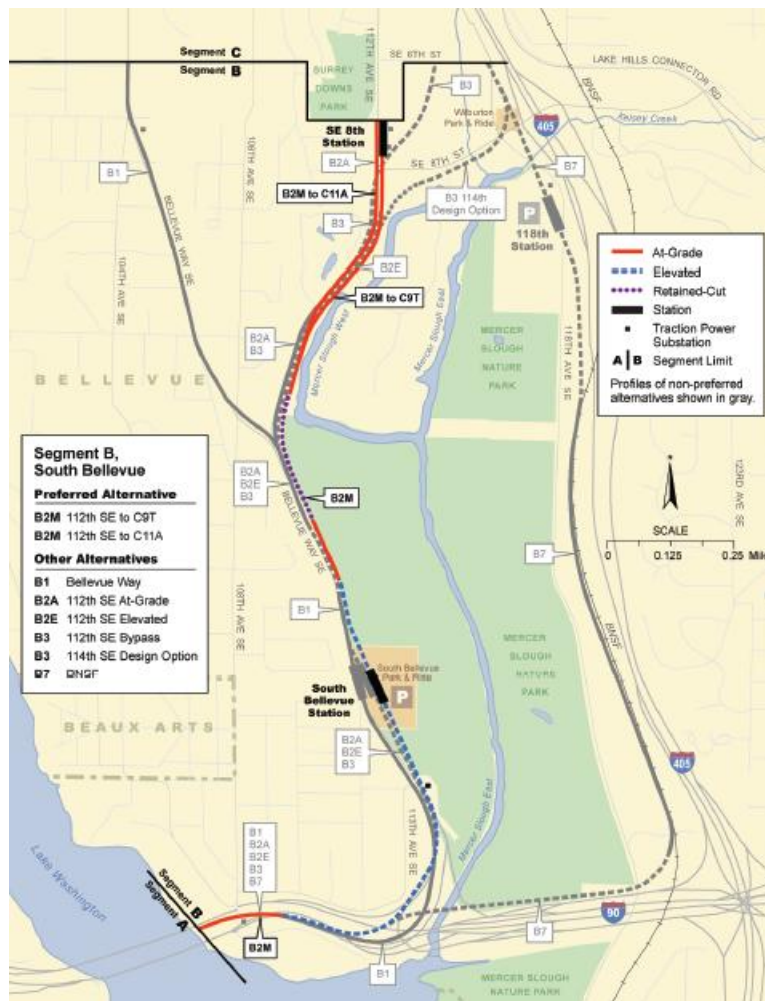 Segment C
Segment B
112TH AVE SE
SE 6TH ST
LAKE HILLS CONNECTOR RD
BNSF
SURREY
DOWNS
PARK
B3
Wilburton
Park & Ride
405
Kelsey Creek
SE 8th
Station
108TH AVE SE
B1
B2A
SE 8TH ST
B7
B2M to C11A
B3 114th
Design Option
P
118th
Station
BELLEVUE WAY SE
B3
B2E
104TH AVE SE
B2M to C9T
Mercer Slough West
Mercer Slough East
118TH AVE SE
At-Grade
Elevated
Retained-Cut
Station
Traction Power
Substation
A | B Segment Limit
Profiles of non-preferred
alternatives shown in gray.
B2A
B3
MERCER
SLOUGH
NATURE
PARK
BELLEVUE
Segment B,
South Bellevue
Preferred Alternative
B2M 112th SE to C9T
B2M 112th SE to C11A
Other Alternatives
B1 Bellevue Way
B2A 112th SE At-Grade
B2E 112th SE Elevated
B3 112th SE Bypass
B3 114th SE Design Option
B7 BNSF
B2A
B2E
B3
B2M
BELLEVUE WAY SE
123RD AVE SE
SCALE
0 0.125 0.25 Mile
B7
BNSF
108TH AVE SE
B1
South Bellevue
Park & Ride
P
South
Bellevue
Station
MERCER
SLOUGH
NATURE
PARK
BEAUX ARTS
B2A
B2E
B3
405
113TH AVE SE
Mercer Slough East
Lake Washington
B1
B2A
B2E
B3
B7
Segment B
Segment A
B2M
90
B7
B1
MERCER SLOUGH
NATURE PARK